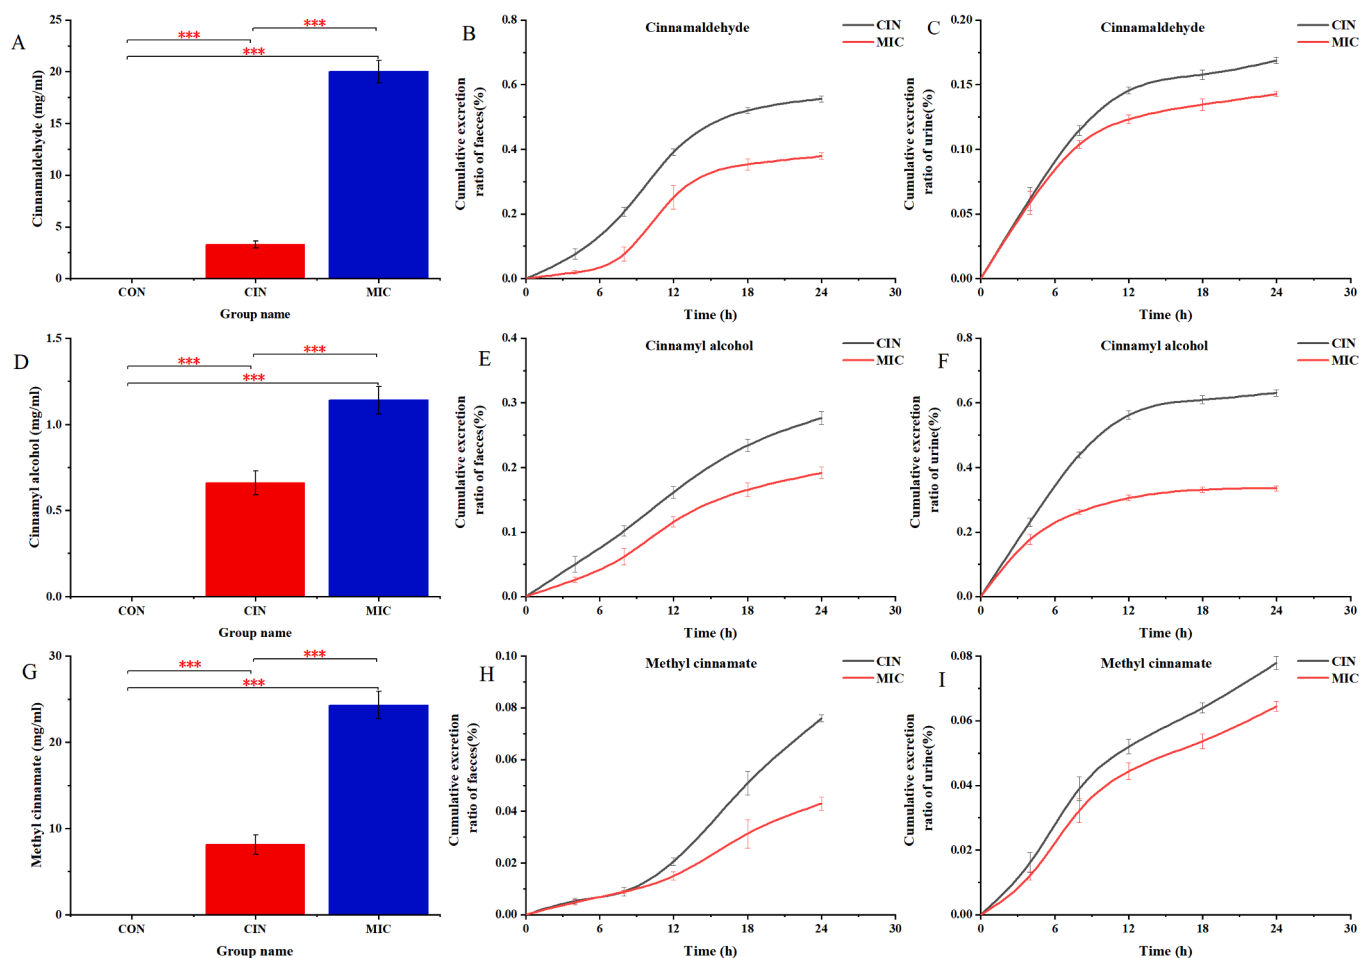 A
Cinnamaldehyde (mg/ml)
25
20
15
10
5
0
***
***
***
CON
CIN
MIC
Group name
B
Cinnamaldehyde
CIN
MIC
Cumulative excretion
ratio of faeces(%)
0.8
0.6
0.4
0.2
0.0
0
6
12
18
24
30
Time (h)
C
Cinnamaldehyde
CIN
MIC
Cumulative excretion
ratio of urine(%)
0.20
0.15
0.10
0.05
0.00
0
6
12
18
24
30
Time (h)
D
Cinnamyl alcohol (mg/ml)
1.5
1.0
0.5
0.0
***
***
***
CON
CIN
MIC
Group name
E
Cinnamyl alcohol
CIN
MIC
Cumulative excretion
ratio of faeces(%)
0.4
0.3
0.2
0.1
0.0
0
6
12
18
24
30
Time (h)
F
Cinnamyl alcohol
CIN
MIC
Cumulative excretion
ratio of urine(%)
0.8
0.6
0.4
0.2
0.0
0
6
12
18
24
30
Time (h)
G
Methyl cinnamate (mg/ml)
30
20
10
0
***
***
***
CON
CIN
MIC
Group name
H
Methyl cinnamate
CIN
MIC
Cumulative excretion
ratio of faeces(%)
0.10
0.08
0.06
0.04
0.02
0.00
0
6
12
18
24
30
Time (h)
I
Methyl cinnamate
CIN
MIC
Cumulative excretion
ratio of urine(%)
0.08
0.06
0.04
0.02
0.00
0
6
12
18
24
30
Time (h)